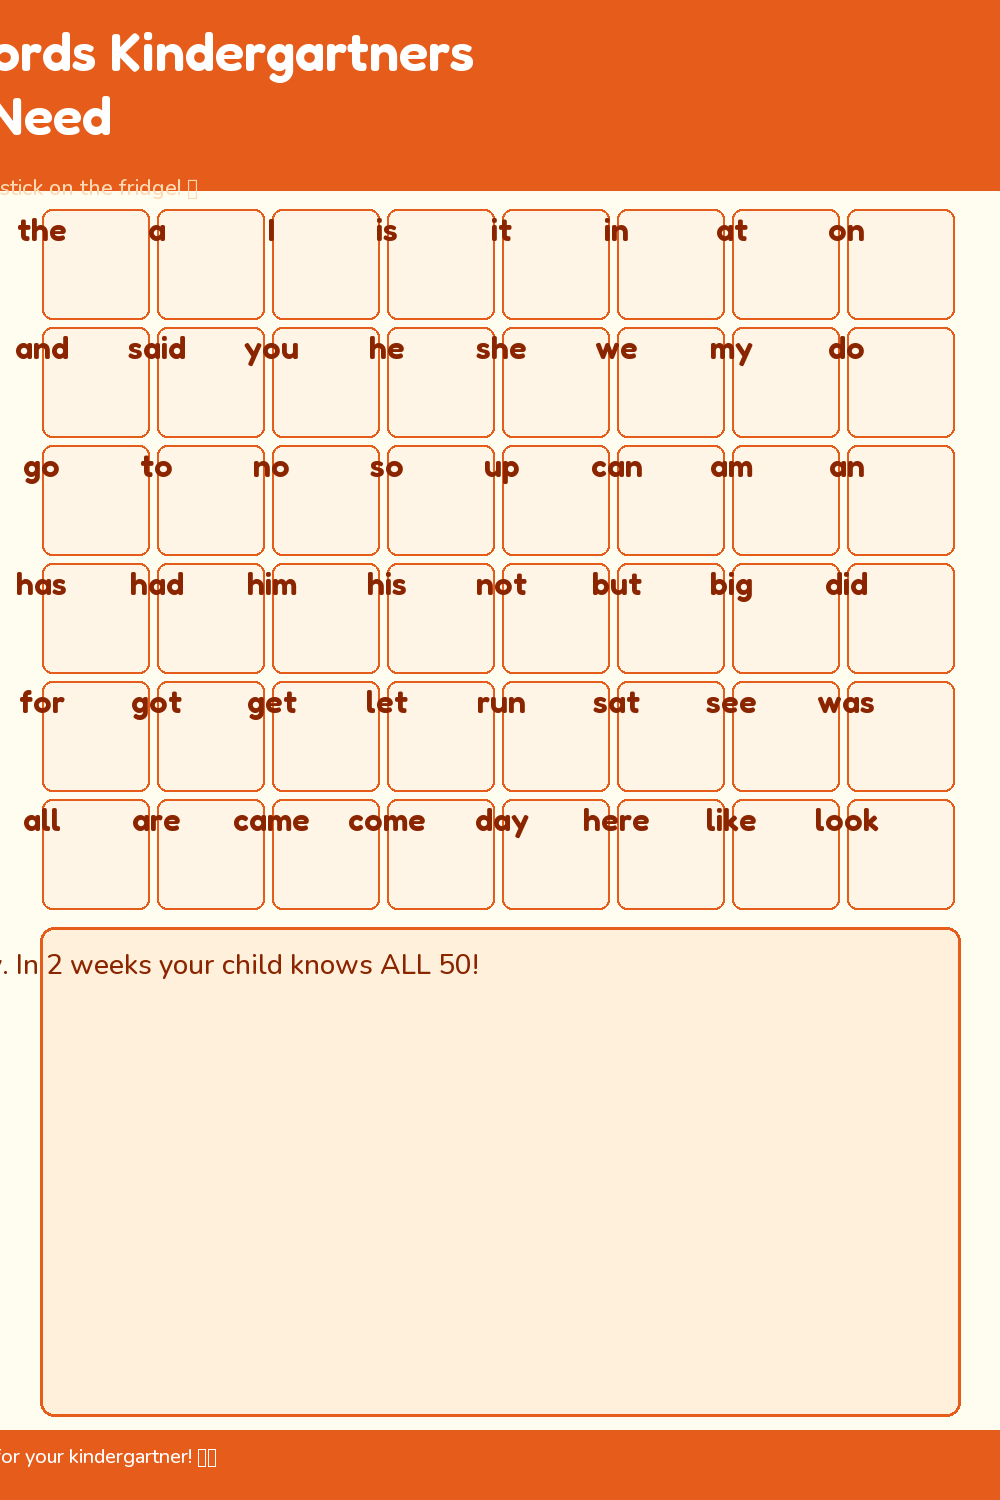 ords Kindergartners
Need
stick on the fridge!
the a I is it in at on
and said you he she we my do
go to no so up can am an
has had him his not but big did
for got get let run sat see was
all are came come day here like look
. In 2 weeks your child knows ALL 50!
for your kindergartner!